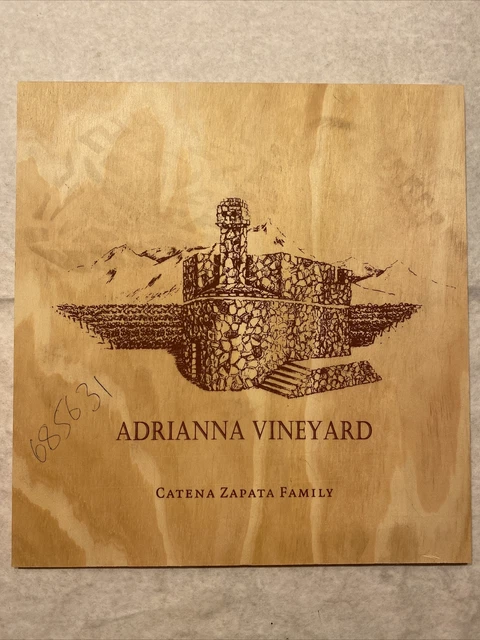 685631
ADRIANNA VINEYARD
CATENA ZAPATA FAMILY